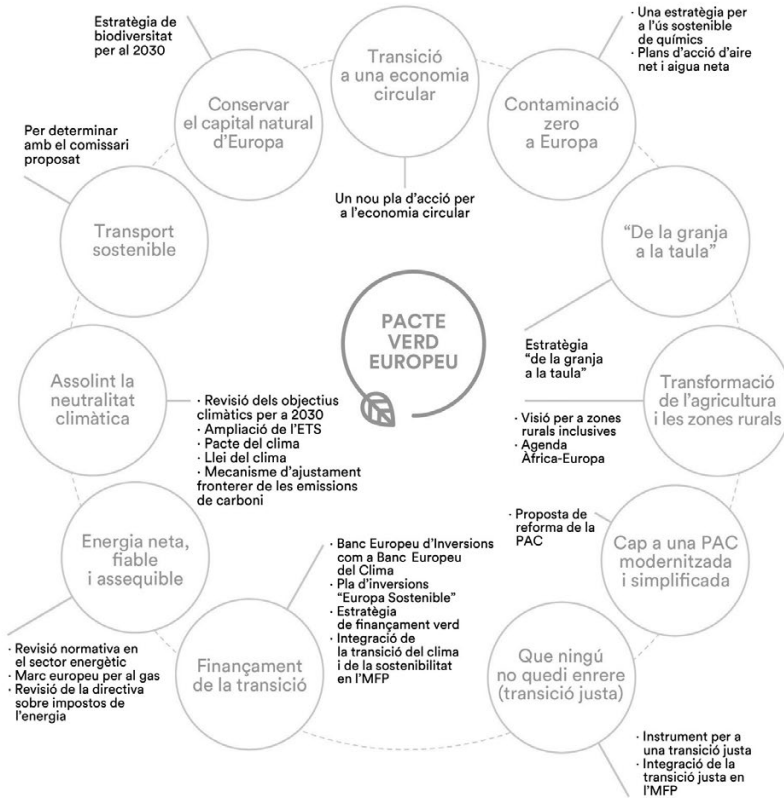 Estratègia de
biodiversitat
per al 2030
Transició
a una economia
circular
· Una estratègia per
a l'ús sostenible
de químics
· Plans d'acció d'aire
net i aigua neta
Conservar
el capital natural
d'Europa
Contaminació
zero
a Europa
Per determinar
amb el comissari
proposat
Un nou pla d'acció per
a l'economia circular
Transport
sostenible
"De la granja
a la taula"
PACTE
VERD
EUROPEU
Estratègia
"de la granja
a la taula"
Assolint la
neutralitat
climàtica
· Revisió dels objectius
climàtics per a 2030
· Ampliació de l'ETS
· Pacte del clima
· Llei del clima
· Mecanisme d'ajustament
fronterer de les emissions
de carboni
Transformació
de l'agricultura
i les zones rurals
· Visió per a zones
rurals inclusives
· Agenda
Àfrica-Europa
Energia neta,
fiable
i assequible
· Proposta de
reforma de la
PAC
Cap a una PAC
modernitzada
i simplificada
· Banc Europeu d'Inversions
com a Banc Europeu
del Clima
· Pla d'inversions
"Europa Sostenible"
· Estratègia
de finançament verd
· Integració de
la transició del clima
i de la sostenibilitat
en l'MFP
· Revisió normativa en
el sector energètic
· Marc europeu per al gas
· Revisió de la directiva
sobre impostos de
l'energia
Finançament
de la transició
Que ningú
no quedi enrere
(transició justa)
· Instrument per a
una transició justa
· Integració de la
transició justa en
l'MFP